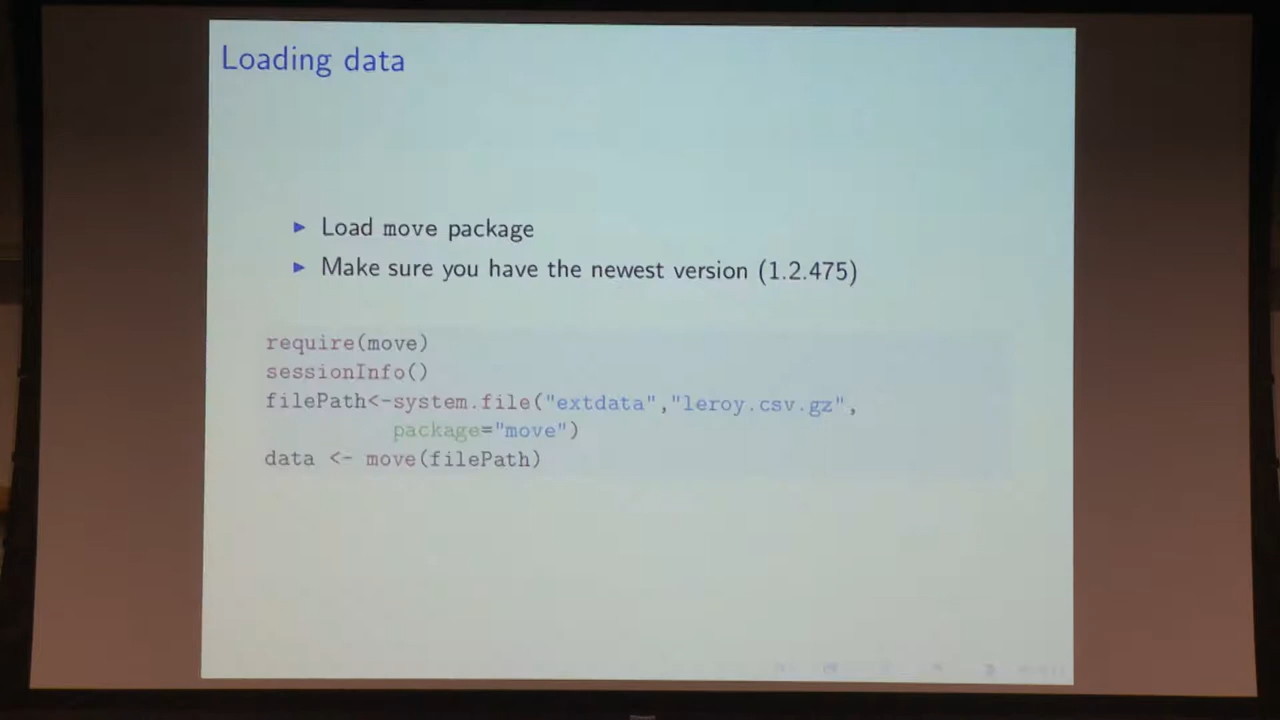 Loading data
Load move package
Make sure you have the newest version (1.2.475)
require(move)
sessionInfo()
filePath<-system.file("extdata","leroy.csv.gz",
package="move")
data <- move(filePath)